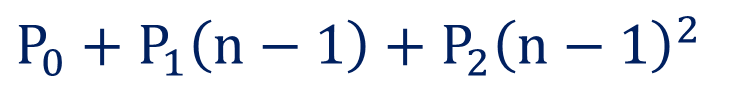 P₀ + P₁(n − 1) + P₂(n − 1)²